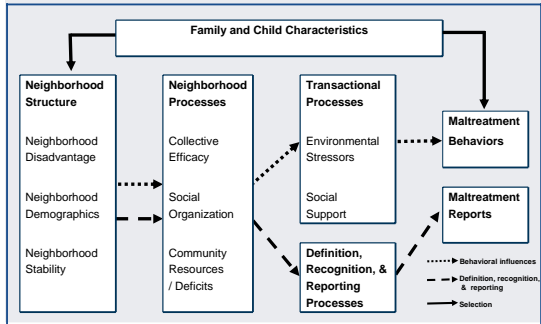 Family and Child Characteristics
Neighborhood
Structure
Neighborhood
Disadvantage
Neighborhood
Demographics
Neighborhood
Stability
Neighborhood
Processes
Collective
Efficacy
Social
Organization
Community
Resources
/ Deficits
Transactional
Processes
Environmental
Stressors
Social
Support
Definition,
Recognition, &
Reporting
Processes
Maltreatment
Behaviors
Maltreatment
Reports
Behavioral influences
Definition, recognition,
& reporting
Selection